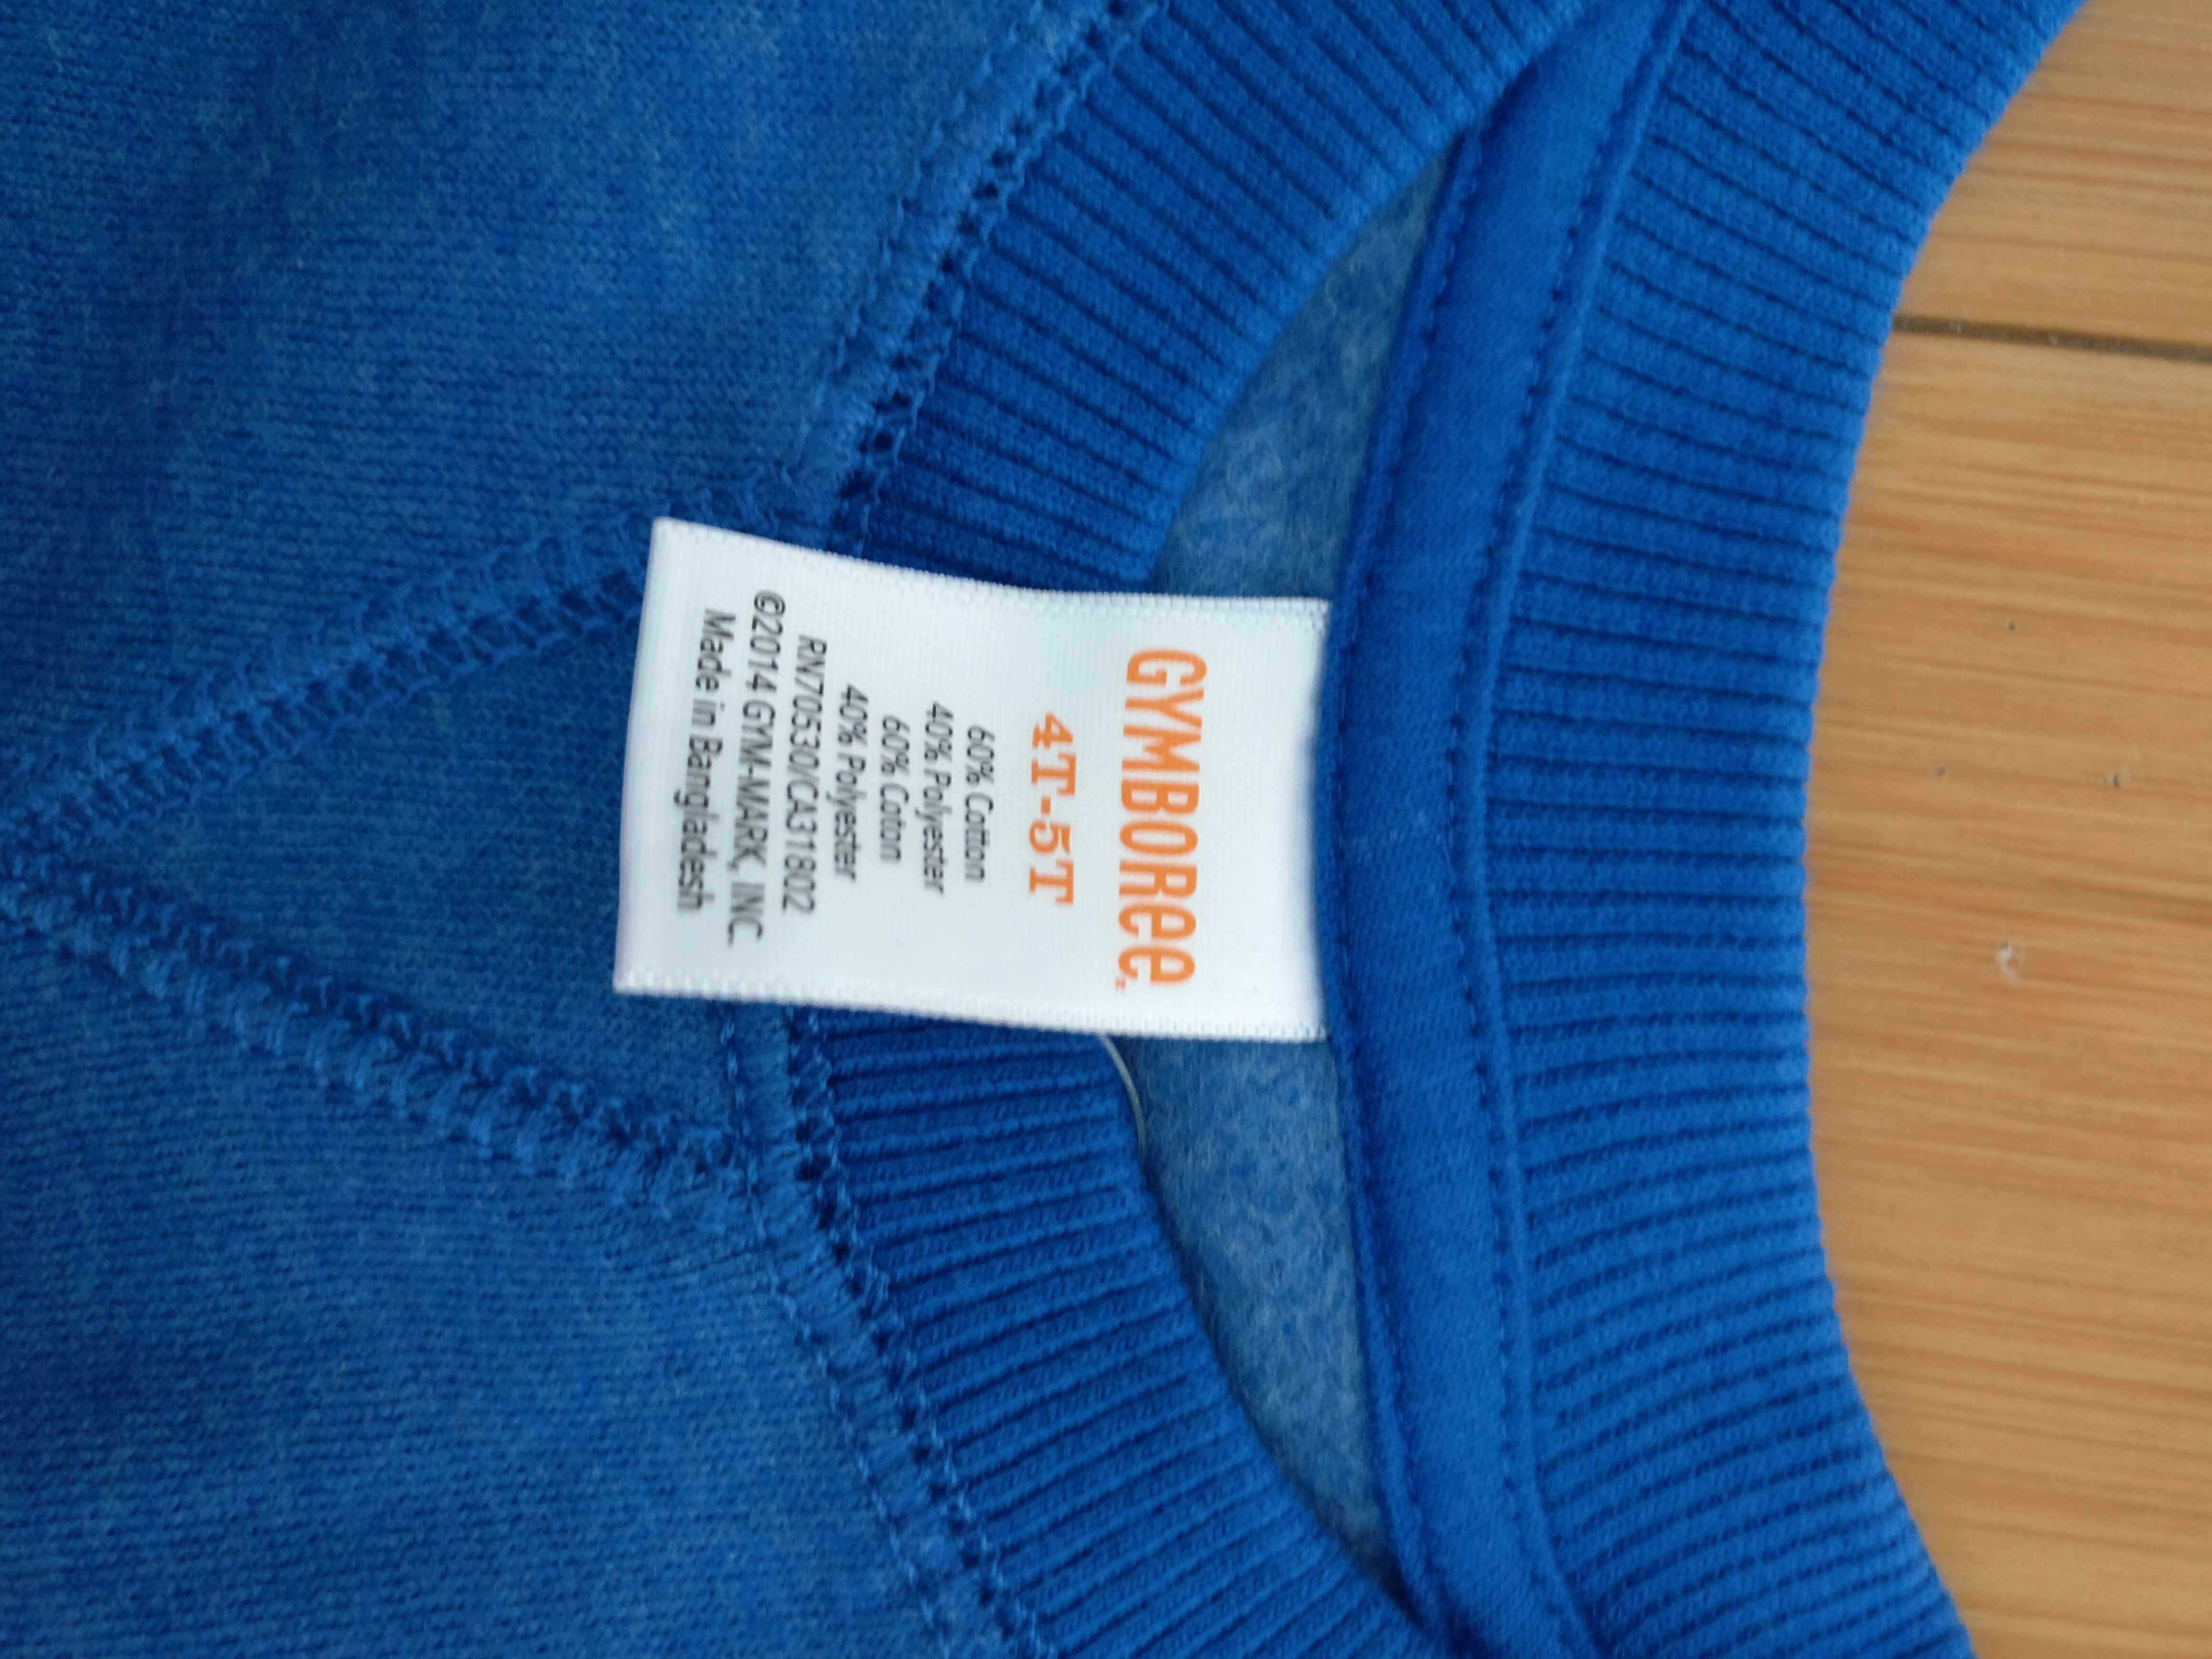 GYMBOREE
4T-5T
60% Cotton
40% Polyester
60% Coton
40% Polyester
RN70530/CA31802
©2014 GYM-MARK, INC.
Made in Bangladesh